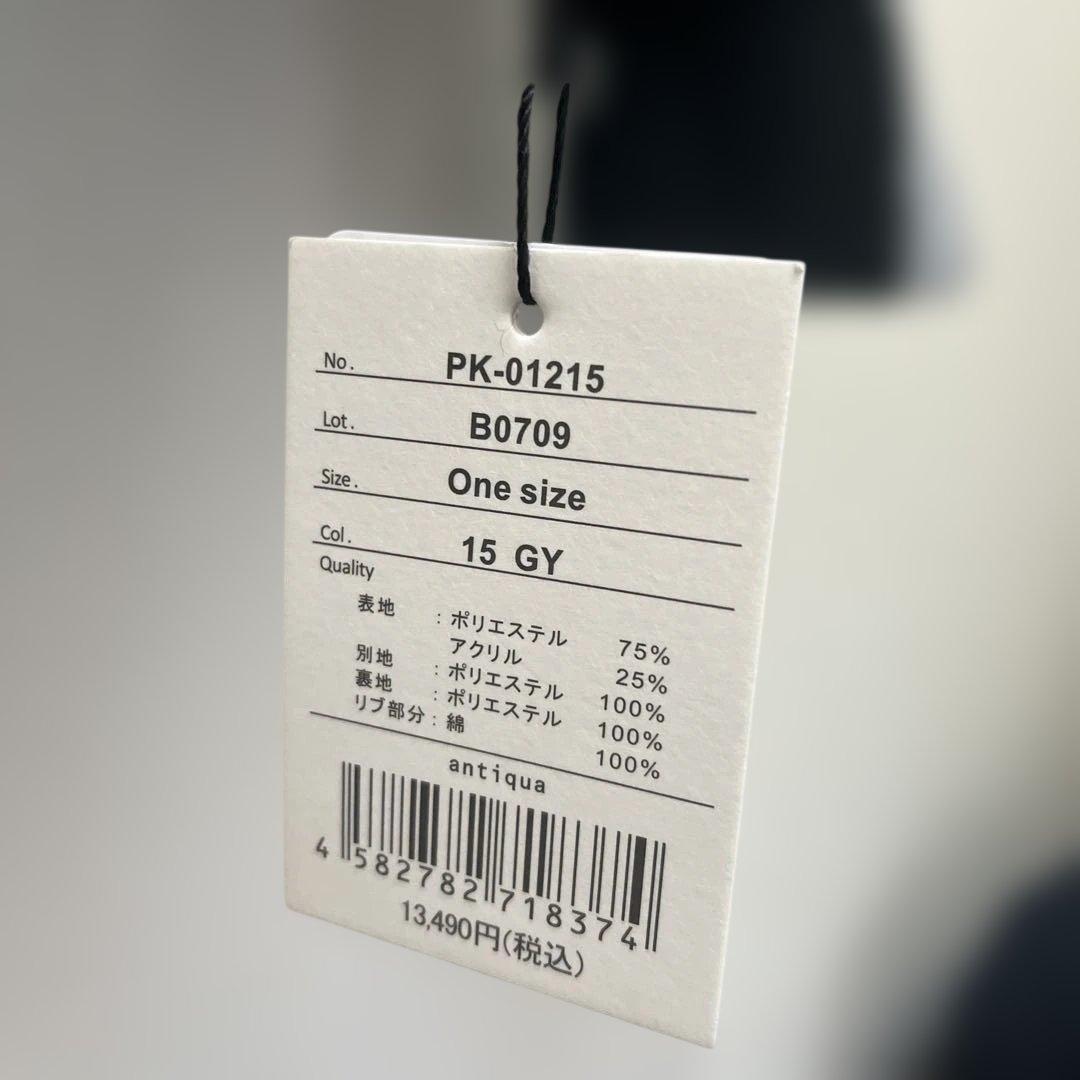 No. PK-01215
Lot. B0709
Size. One size
Col. 15 GY
Quality
表地 : ポリエステル 75%
アクリル 25%
別地 : ポリエステル 100%
裏地 : ポリエステル 100%
リブ部分 : 綿 100%
antiqua
4 582782 718374
13,490円(税込)